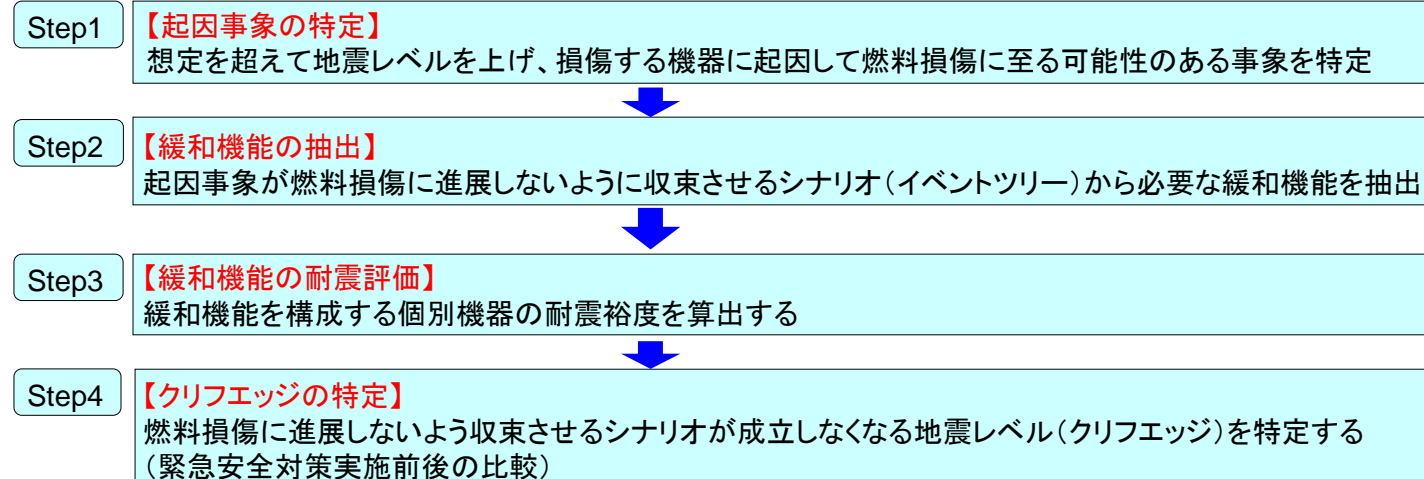 Step1
【起因事象の特定】
想定を超えて地震レベルを上げ、損傷する機器に起因して燃料損傷に至る可能性のある事象を特定
Step2
【緩和機能の抽出】
起因事象が燃料損傷に進展しないように収束させるシナリオ（イベントツリー）から必要な緩和機能を抽出
Step3
【緩和機能の耐震評価】
緩和機能を構成する個別機器の耐震裕度を算出する
Step4
【クリフエッジの特定】
燃料損傷に進展しないよう収束させるシナリオが成立しなくなる地震レベル（クリフエッジ）を特定する
（緊急安全対策実施前後の比較）